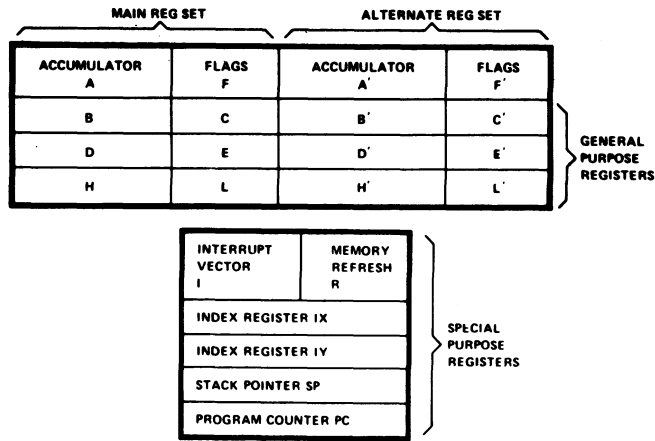 MAIN REG SET
ALTERNATE REG SET
ACCUMULATOR
A
FLAGS
F
ACCUMULATOR
A'
FLAGS
F'
B
C
B'
C'
D
E
D'
E'
H
L
H'
L'
GENERAL
PURPOSE
REGISTERS
INTERRUPT
VECTOR
I
MEMORY
REFRESH
R
INDEX REGISTER IX
INDEX REGISTER IY
STACK POINTER SP
PROGRAM COUNTER PC
SPECIAL
PURPOSE
REGISTERS